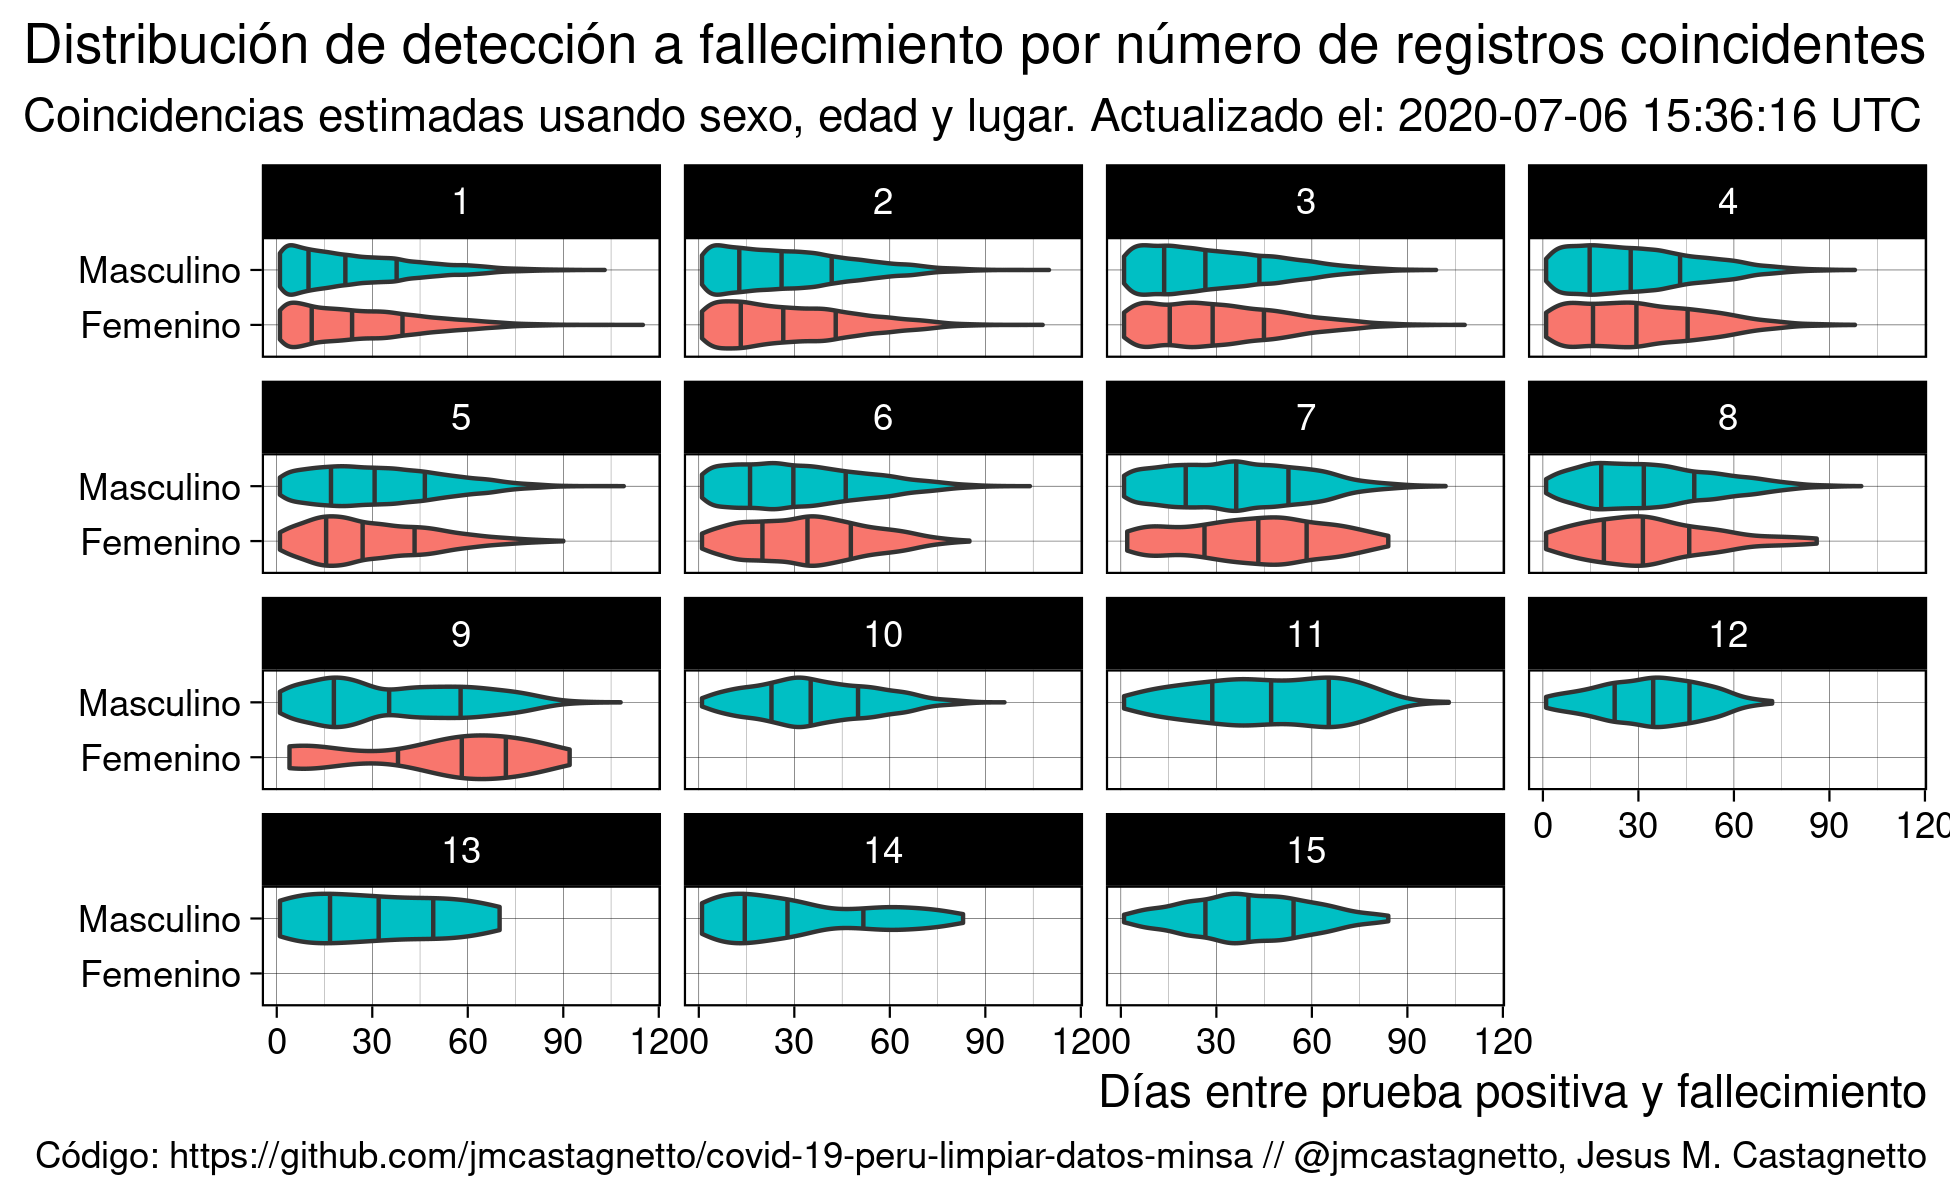 Distribución de detección a fallecimiento por número de registros coincidentes
Coincidencias estimadas usando sexo, edad y lugar. Actualizado el: 2020-07-06 15:36:16 UTC
1 2 3 4
Masculino
Femenino
5 6 7 8
Masculino
Femenino
9 10 11 12
Masculino
Femenino
0 30 60 90 120
13 14 15
Masculino
Femenino
0 30 60 90 120 0 30 60 90 120 0 30 60 90 120
Días entre prueba positiva y fallecimiento
Código: https://github.com/jmcastagnetto/covid-19-peru-limpiar-datos-minsa // @jmcastagnetto, Jesus M. Castagnetto